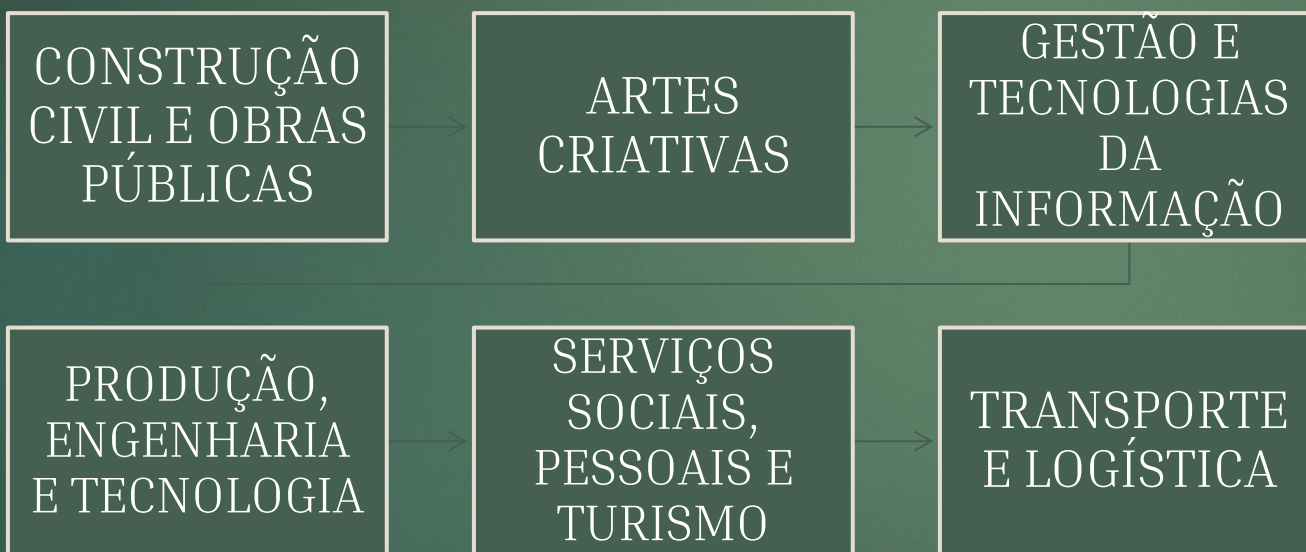 CONSTRUÇÃO
CIVIL E OBRAS
PÚBLICAS
ARTES
CRIATIVAS
GESTÃO E
TECNOLOGIAS
DA
INFORMAÇÃO
PRODUÇÃO,
ENGENHARIA
E TECNOLOGIA
SERVIÇOS
SOCIAIS,
PESSOAIS E
TURISMO
TRANSPORTE
E LOGÍSTICA